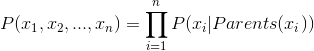 P(x_1, x_2, ..., x_n) = \prod_{i=1}^{n} P(x_i|Parents(x_i))